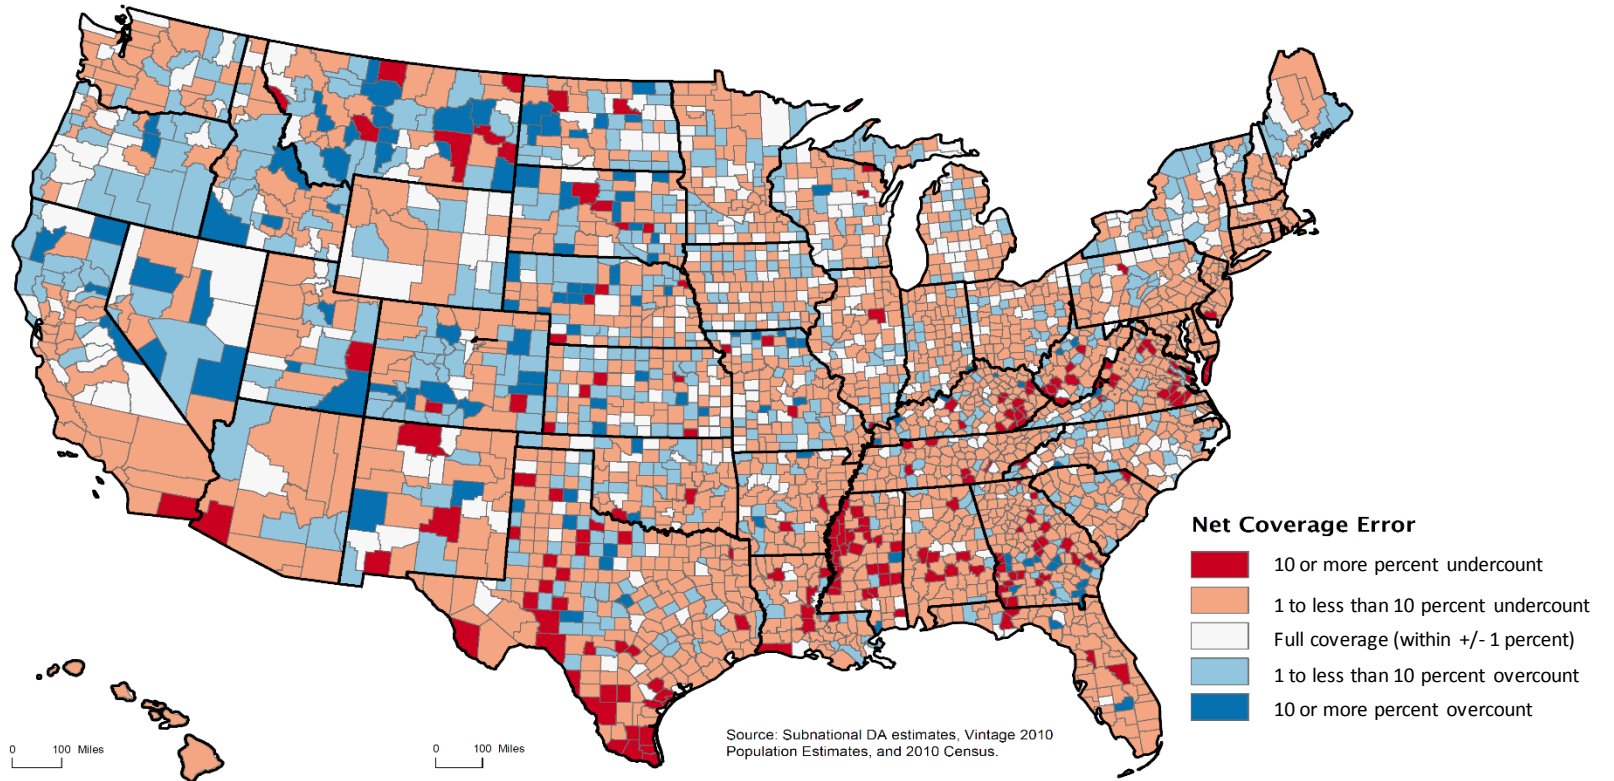 Net Coverage Error
10 or more percent undercount
1 to less than 10 percent undercount
Full coverage (within +/- 1 percent)
1 to less than 10 percent overcount
10 or more percent overcount
Source: Subnational DA estimates, Vintage 2010
Population Estimates, and 2010 Census.
0 100 Miles
0 100 Miles